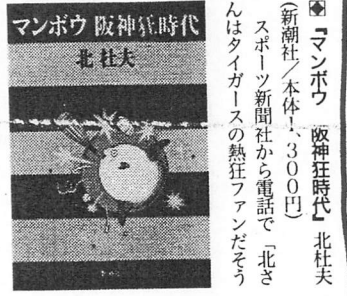 ◆『マンボウ 阪神狂時代』北杜夫
(新潮社/本体1、300円)
スポーツ新聞社から電話で「北さ
んはタイガースの熱狂ファンだそう
マンボウ 阪神狂時代
北 杜夫